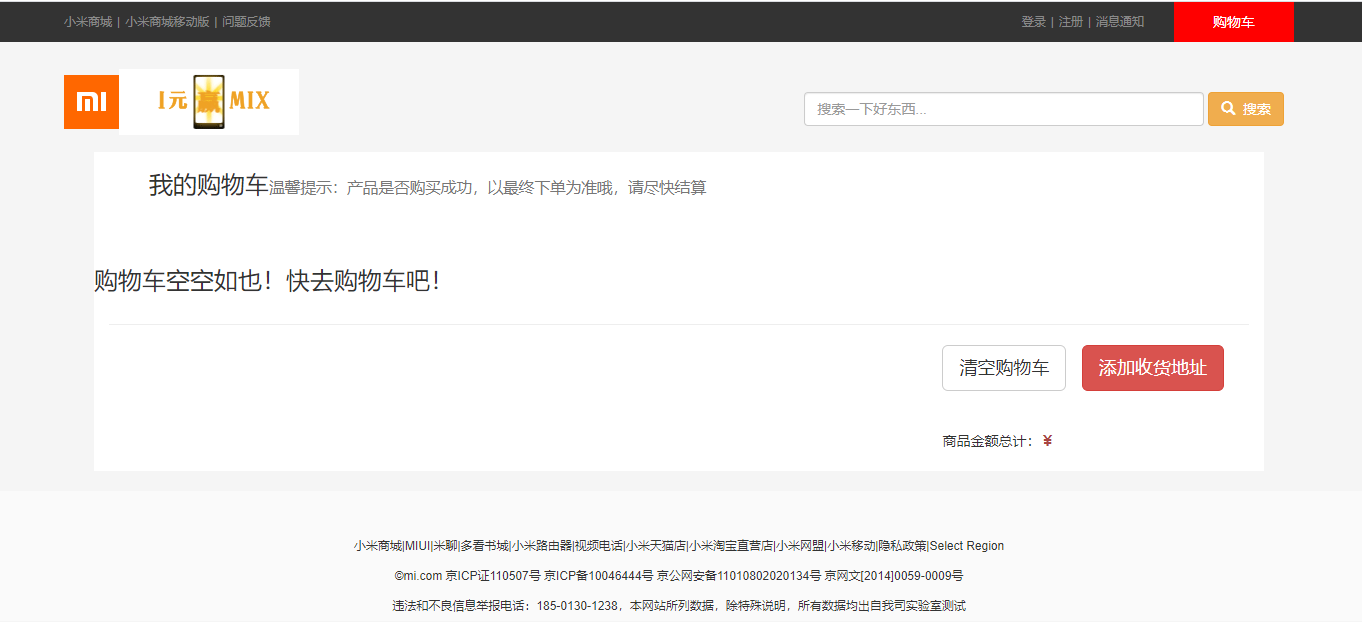 小米商城 | 小米商城移动版 | 问题反馈 登录 | 注册 | 消息通知 购物车
mi 1元 赢 MIX
搜索一下好东西... 搜索
我的购物车温馨提示：产品是否购买成功，以最终下单为准哦，请尽快结算
购物车空空如也！快去购物车吧！
清空购物车 添加收货地址
商品金额总计：¥
小米商城|MIUI|米聊|多看书城|小米路由器|视频电话|小米天猫店|小米淘宝直营店|小米网盟|小米移动|隐私政策|Select Region
©mi.com 京ICP证110507号 京ICP备10046444号 京公网安备11010802020134号 京网文[2014]0059-0009号
违法和不良信息举报电话：185-0130-1238，本网站所列数据，除特殊说明，所有数据均出自我司实验室测试